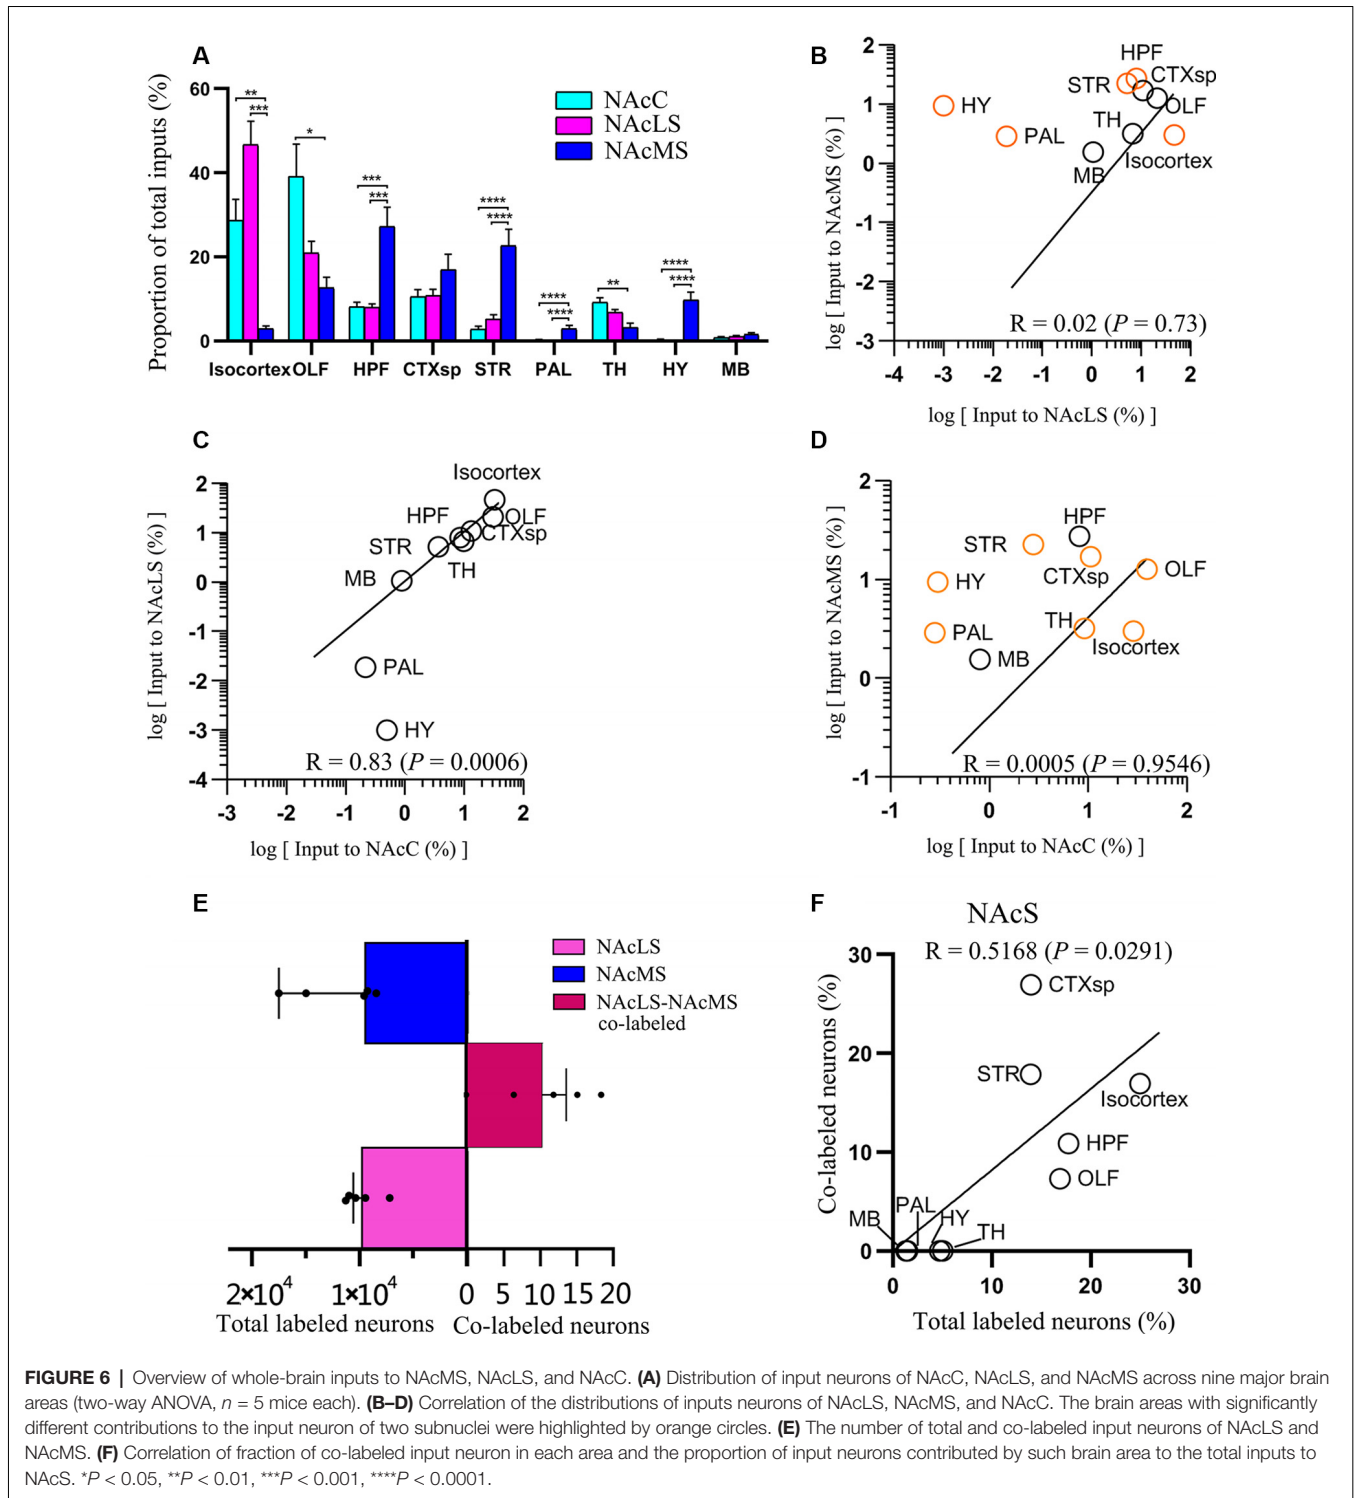 A
Proportion of total inputs (%)
60
40
20
0
** 
***
*
***
***
****
****
****
****
**
****
****
NAcC
NAcLS
NAcMS
Isocortex OLF HPF CTXsp STR PAL TH HY MB
B
log [ Input to NAcMS (%) ]
2
1
0
-1
-2
-3
HPF
CTXsp
STR
OLF
HY
TH
PAL
Isocortex
MB
R = 0.02 (P = 0.73)
-4 -3 -2 -1 0 1 2
log [ Input to NAcLS (%) ]
C
log [ Input to NAcLS (%) ]
2
1
0
-1
-2
-3
-4
Isocortex
HPF
OLF
CTXsp
STR
TH
MB
PAL
HY
R = 0.83 (P = 0.0006)
-3 -2 -1 0 1 2
log [ Input to NAcC (%) ]
D
log [ Input to NAcMS (%) ]
2
1
0
-1
HPF
STR
CTXsp
OLF
HY
TH
PAL
Isocortex
MB
R = 0.0005 (P = 0.9546)
-1 0 1 2
log [ Input to NAcC (%) ]
E
NAcLS
NAcMS
NAcLS-NAcMS
co-labeled
2×10⁴ 1×10⁴ 0 5 10 15 20
Total labeled neurons Co-labeled neurons
F
NAcS
R = 0.5168 (P = 0.0291)
Co-labeled neurons (%)
30
20
10
0
CTXsp
STR
Isocortex
HPF
OLF
PAL
MB
HY
TH
0 10 20 30
Total labeled neurons (%)
FIGURE 6 | Overview of whole-brain inputs to NAcMS, NAcLS, and NAcC. (A) Distribution of input neurons of NAcC, NAcLS, and NAcMS across nine major brain
areas (two-way ANOVA, n = 5 mice each). (B–D) Correlation of the distributions of inputs neurons of NAcLS, NAcMS, and NAcC. The brain areas with significantly
different contributions to the input neuron of two subnuclei were highlighted by orange circles. (E) The number of total and co-labeled input neurons of NAcLS and
NAcMS. (F) Correlation of fraction of co-labeled input neuron in each area and the proportion of input neurons contributed by such brain area to the total inputs to
NAcS. *P < 0.05, **P < 0.01, ***P < 0.001, ****P < 0.0001.